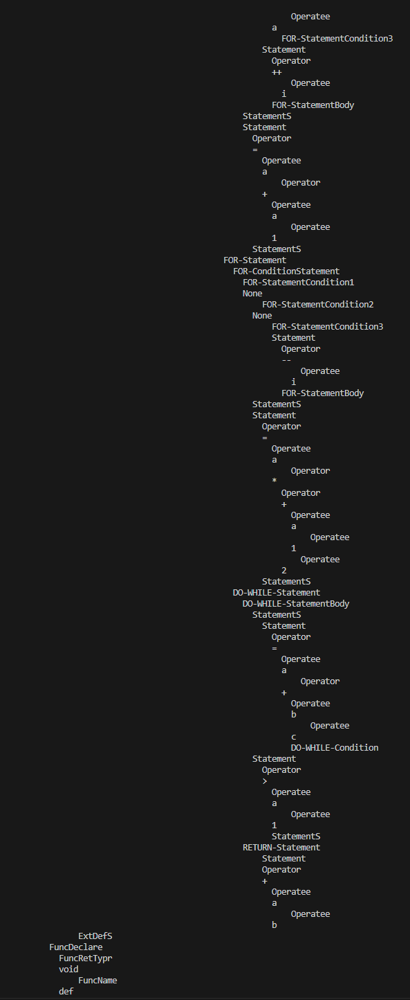 Operatee
a
FOR-StatementCondition3
Statement
Operator
++
Operatee
i
FOR-StatementBody
StatementS
Statement
Operator
=
Operatee
a
Operator
+
Operatee
a
Operatee
1
StatementS
FOR-Statement
FOR-ConditionStatement
FOR-StatementCondition1
None
FOR-StatementCondition2
None
FOR-StatementCondition3
Statement
Operator
--
Operatee
i
FOR-StatementBody
StatementS
Statement
Operator
=
Operatee
a
Operator
*
Operator
+
Operatee
a
Operatee
1
Operatee
2
StatementS
DO-WHILE-Statement
DO-WHILE-StatementBody
StatementS
Statement
Operator
=
Operatee
a
Operator
+
Operatee
b
Operatee
c
DO-WHILE-Condition
Statement
Operator
>
Operatee
a
Operatee
1
StatementS
RETURN-Statement
Statement
Operator
+
Operatee
a
Operatee
b
ExtDefS
FuncDeclare
FuncRetTypr
void
FuncName
def